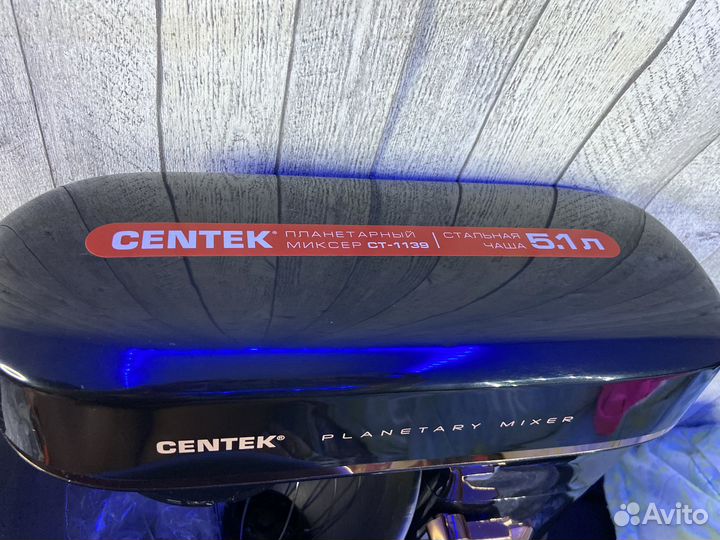 CENTEK®
ПЛАНЕТАРНЫЙ
МИКСЕР CT-1139
СТАЛЬНАЯ
ЧАША
5.1 л
CENTEK® PLANETARY MIXER
Avito